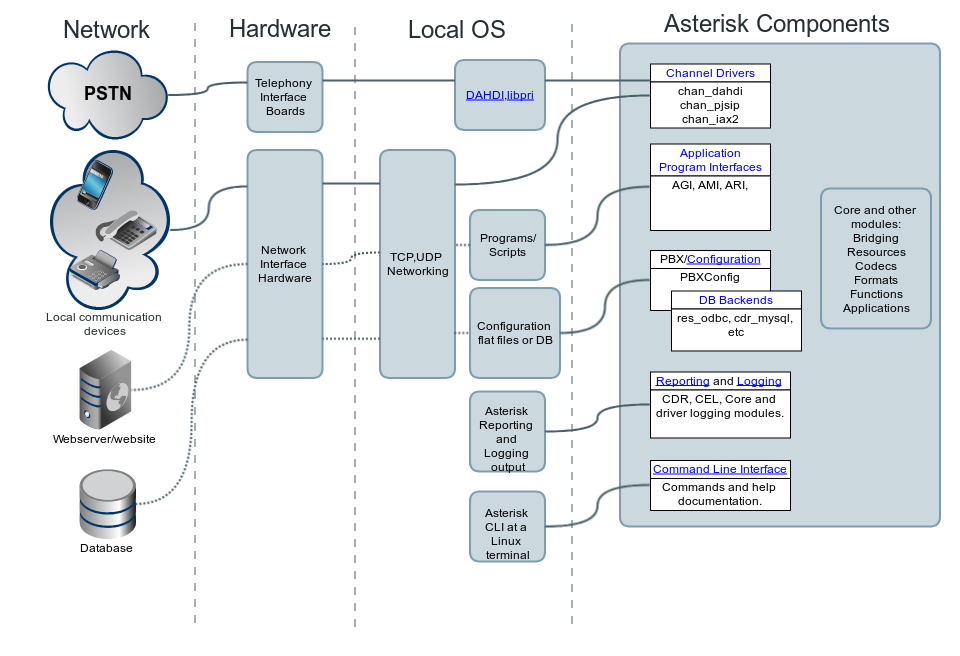 Network
Hardware
Local OS
Asterisk Components
PSTN
Telephony
Interface
Boards
DAHDI,libpri
Channel Drivers
chan_dahdi
chan_pjsip
chan_iax2
Application
Program Interfaces
AGI, AMI, ARI,
Local communication
devices
Network
Interface
Hardware
TCP,UDP
Networking
Programs/
Scripts
Configuration
flat files or DB
PBX/Configuration
PBXConfig
DB Backends
res_odbc, cdr_mysql,
etc
Core and other
modules:
Bridging
Resources
Codecs
Formats
Functions
Applications
Webserver/website
Asterisk
Reporting
and
Logging
output
Reporting and Logging
CDR, CEL, Core and
driver logging modules.
Database
Asterisk
CLI at a
Linux
terminal
Command Line Interface
Commands and help
documentation.